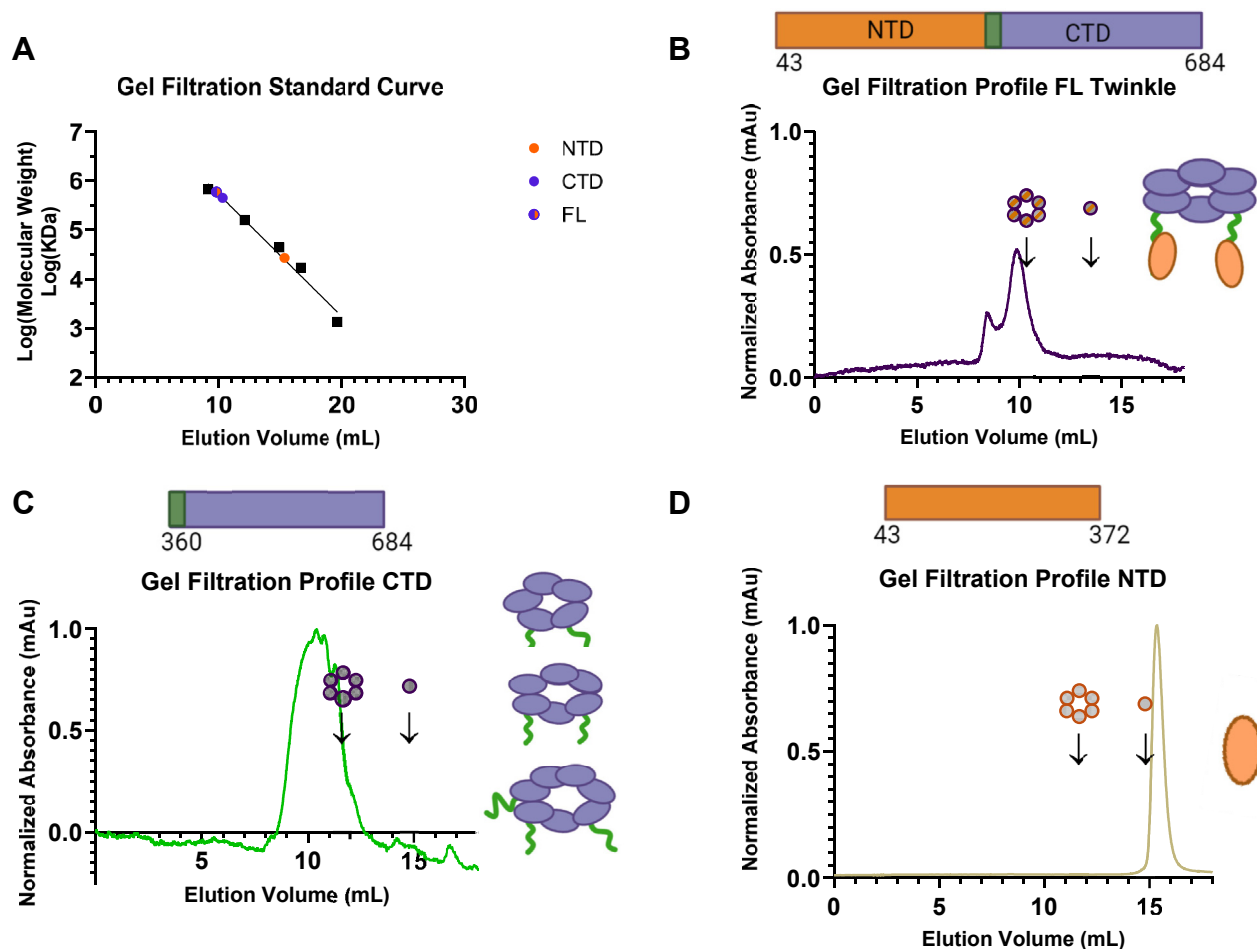 A
Gel Filtration Standard Curve
Log(Molecular Weight)
Log(KDa)
7
6
5
4
3
2
0
10
20
30
Elution Volume (mL)
NTD
CTD
FL
B
NTD
CTD
43
684
Gel Filtration Profile FL Twinkle
Normalized Absorbance (mAu)
1.0
0.5
0.0
0
5
10
15
Elution Volume (mL)
C
360
684
Gel Filtration Profile CTD
Normalized Absorbance (mAu)
1.0
0.5
0.0
5
10
15
Elution Volume (mL)
D
43
372
Gel Filtration Profile NTD
Normalized Absorbance (mAu)
1.0
0.5
0.0
0
5
10
15
Elution Volume (mL)